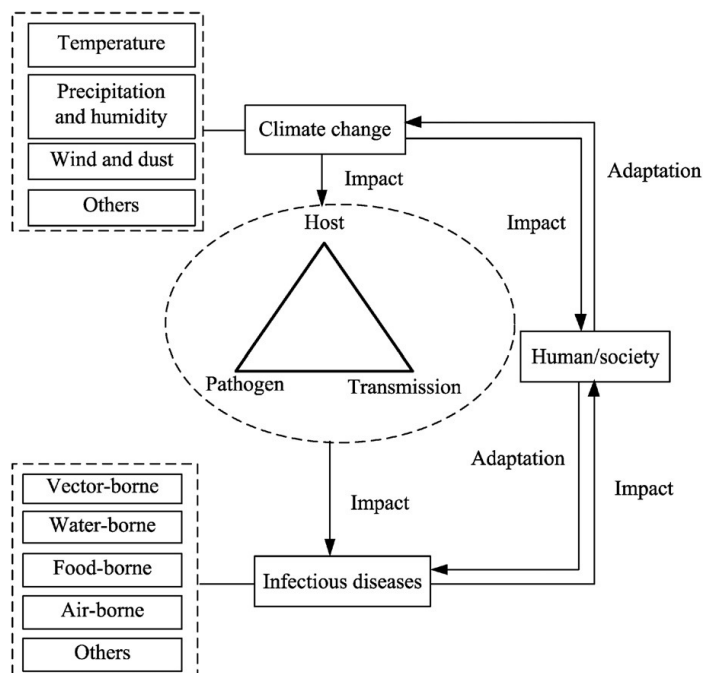 Temperature
Precipitation
and humidity
Wind and dust
Others
Climate change
Impact
Adaptation
Impact
Host
Pathogen
Transmission
Human/society
Adaptation
Impact
Impact
Vector-borne
Water-borne
Food-borne
Air-borne
Others
Infectious diseases